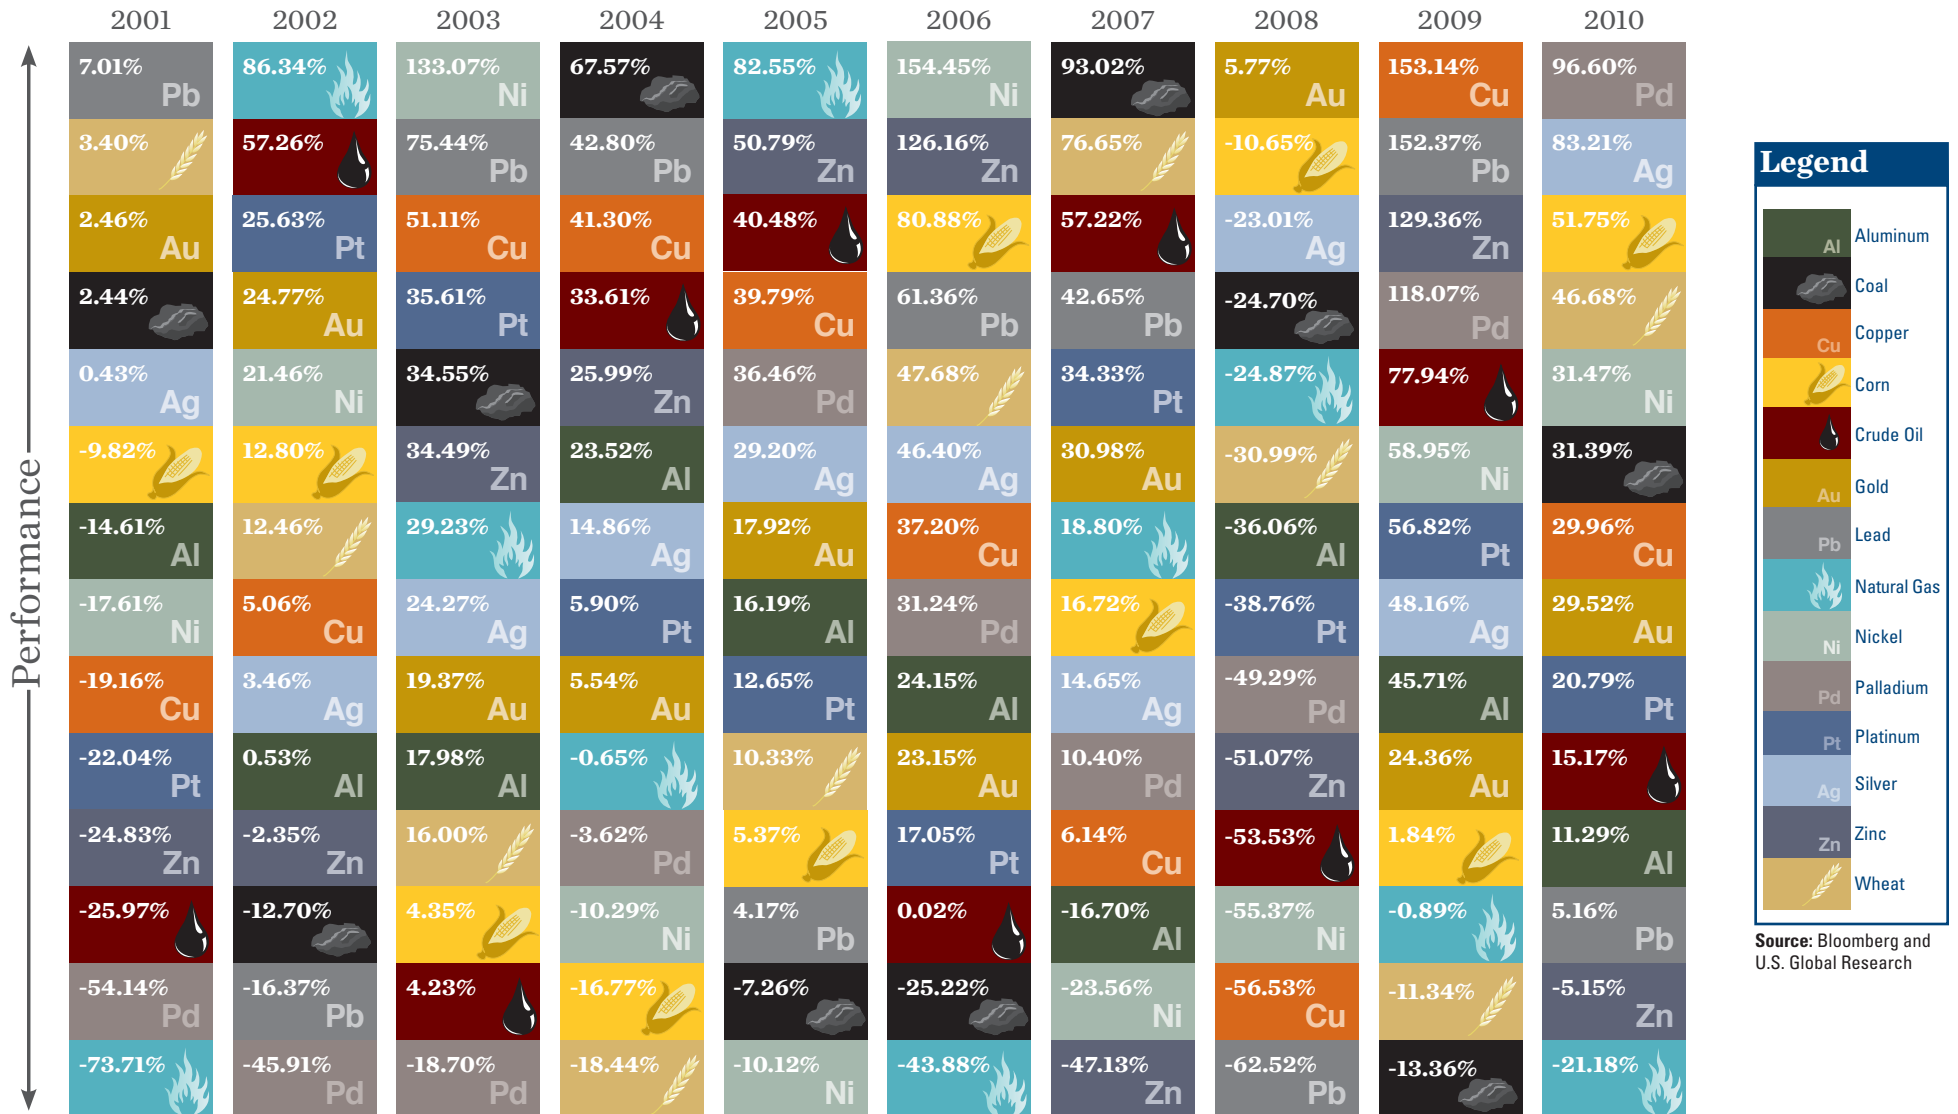 2001 2002 2003 2004 2005 2006 2007 2008 2009 2010
Performance
7.01% 86.34% 133.07% 67.57% 82.55% 154.45% 93.02% 5.77% 153.14% 96.60%
Pb Ni Ni Au Cu Pd
3.40% 57.26% 75.44% 42.80% 50.79% 126.16% 76.65% -10.65% 152.37% 83.21%
Pb Pb Zn Zn Pb Ag
2.46% 25.63% 51.11% 41.30% 40.48% 80.88% 57.22% -23.01% 129.36% 51.75%
Au Pt Cu Cu Ag Zn
2.44% 24.77% 35.61% 33.61% 39.79% 61.36% 42.65% -24.70% 118.07% 46.68%
Au Pt Cu Pb Pb Pd
0.43% 21.46% 34.55% 25.99% 36.46% 47.68% 34.33% -24.87% 77.94% 31.47%
Ag Ni Zn Pd Pt Ni
-9.82% 12.80% 34.49% 23.52% 29.20% 46.40% 30.98% -30.99% 58.95% 31.39%
Zn Al Ag Ag Au Ni
-14.61% 12.46% 29.23% 14.86% 17.92% 37.20% 18.80% -36.06% 56.82% 29.96%
Al Ag Au Cu Al Pt Cu
-17.61% 5.06% 24.27% 5.90% 16.19% 31.24% 16.72% -38.76% 48.16% 29.52%
Ni Cu Ag Pt Al Pd Pt Ag Au
-19.16% 3.46% 19.37% 5.54% 12.65% 24.15% 14.65% -49.29% 45.71% 20.79%
Cu Ag Au Au Pt Al Ag Pd Al Pt
-22.04% 0.53% 17.98% -0.65% 10.33% 23.15% 10.40% -51.07% 24.36% 15.17%
Pt Al Al Au Pd Zn Au
-24.83% -2.35% 16.00% -3.62% 5.37% 17.05% 6.14% -53.53% 1.84% 11.29%
Zn Zn Pd Pt Cu Al
-25.97% -12.70% 4.35% -10.29% 4.17% 0.02% -16.70% -55.37% -0.89% 5.16%
Ni Pb Al Ni Pb
-54.14% -16.37% 4.23% -16.77% -7.26% -25.22% -23.56% -56.53% -11.34% -5.15%
Pd Pb Ni Cu Zn
-73.71% -45.91% -18.70% -18.44% -10.12% -43.88% -47.13% -62.52% -13.36% -21.18%
Pd Pd Ni Zn Pb
Legend
Al Aluminum
Coal
Cu Copper
Corn
Crude Oil
Au Gold
Pb Lead
Natural Gas
Ni Nickel
Pd Palladium
Pt Platinum
Ag Silver
Zn Zinc
Wheat
Source: Bloomberg and
U.S. Global Research